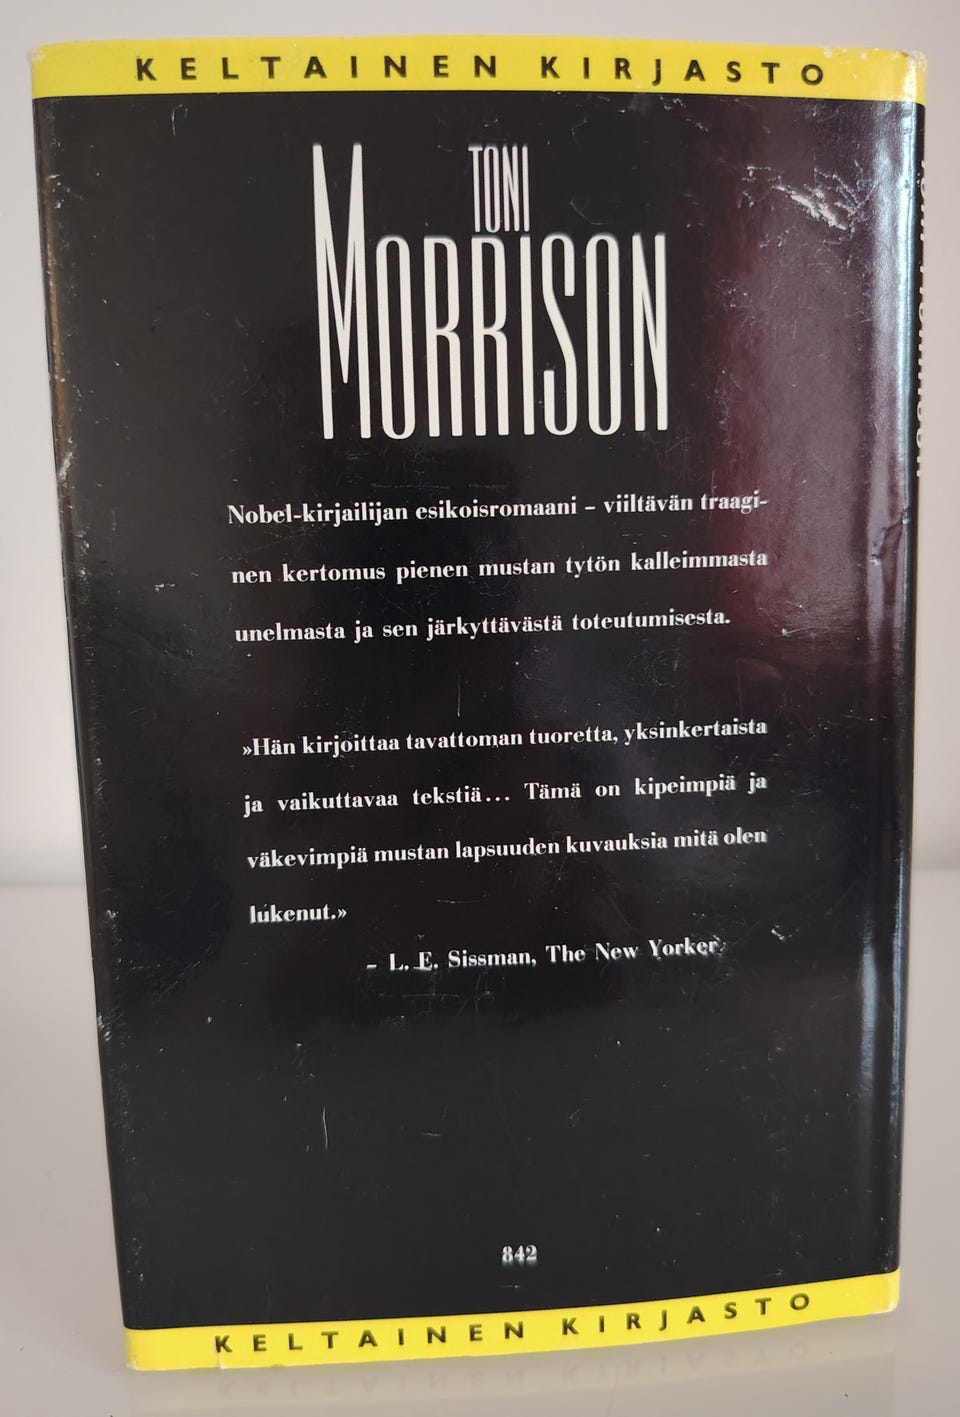 KELTAINEN KIRJASTO
TONI
MORRISON
Nobel-kirjailijan esikoisromaani – viiltävän traagi-
nen kertomus pienen mustan tytön kalleimmasta
unelmasta ja sen järkyttävästä toteutumisesta.
»Hän kirjoittaa tavattoman tuoretta, yksinkertaista
ja vaikuttavaa tekstiä... Tämä on kipeimpiä ja
väkevimpiä mustan lapsuuden kuvauksia mitä olen
lukenut.»
– L. E. Sissman, The New Yorker
842
KELTAINEN KIRJASTO